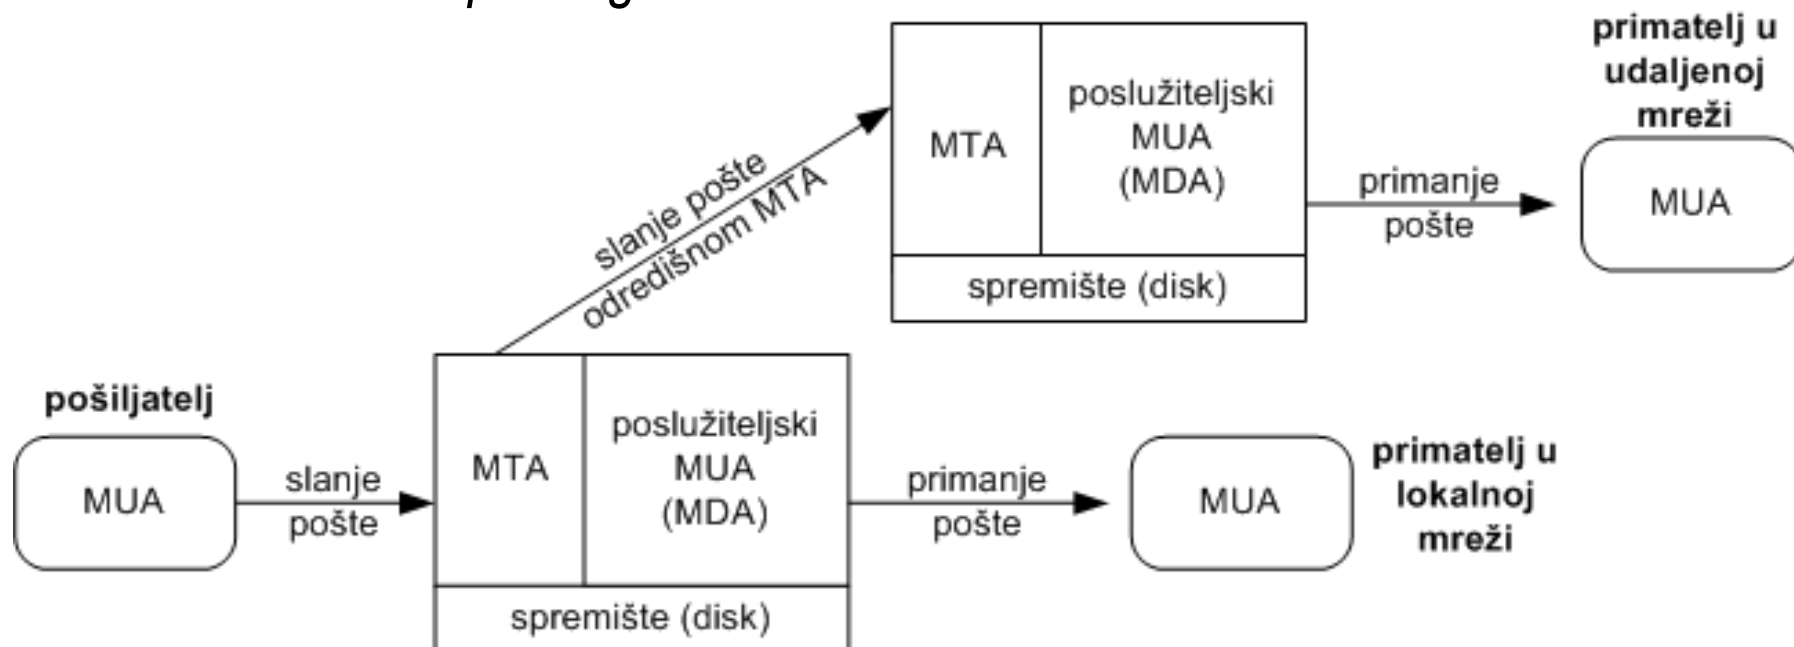 primatelj u
udaljenoj
mreži
MTA
poslužiteljski
MUA
(MDA)
primanje
pošte
MUA
spremište (disk)
slanje pošte
odredišnom MTA
pošiljatelj
MUA
slanje
pošte
MTA
poslužiteljski
MUA
(MDA)
primanje
pošte
MUA
primatelj u
lokalnoj
mreži
spremište (disk)